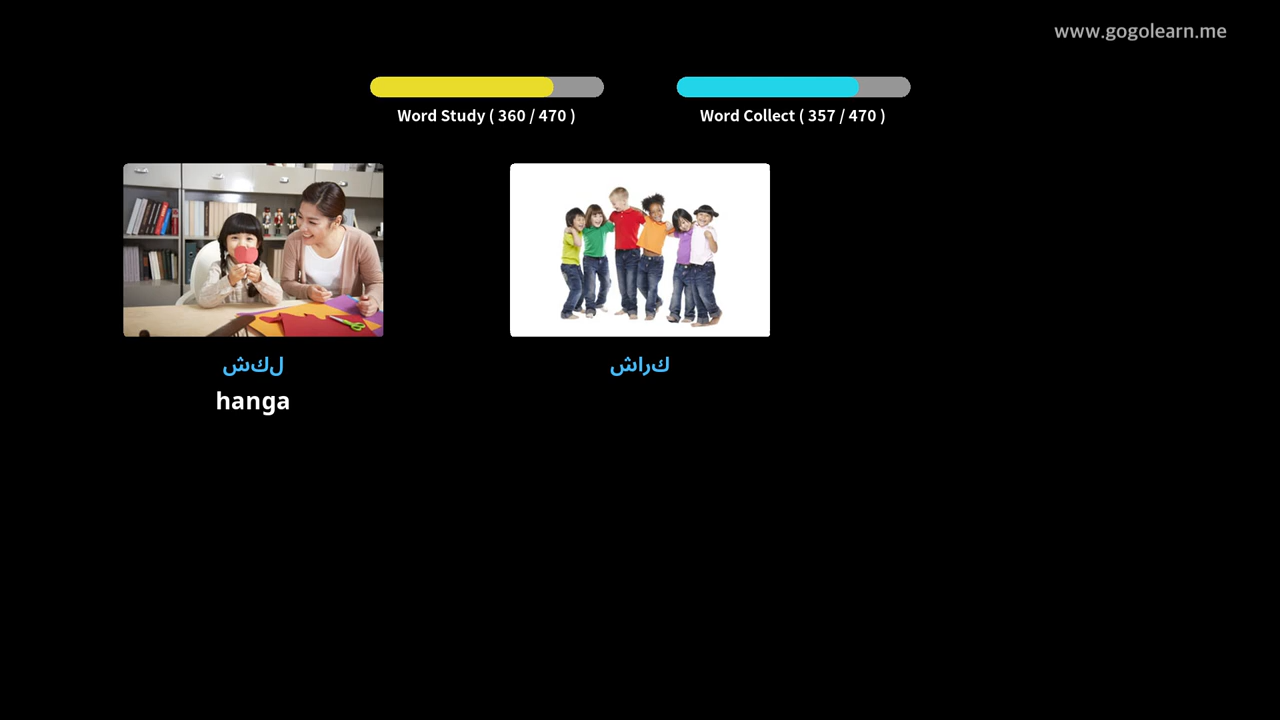 www.gogolearn.me
Word Study ( 360 / 470 )
Word Collect ( 357 / 470 )
لكش
hanga
كراش